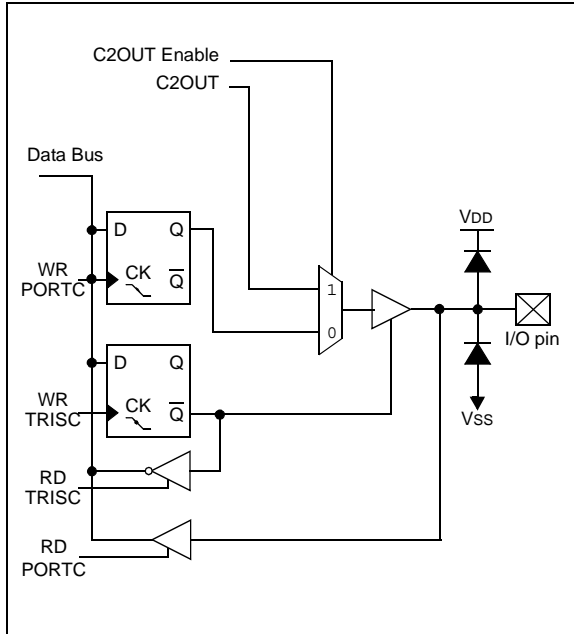 C2OUT Enable
C2OUT
Data Bus
VDD
D Q
WR
PORTC
CK
Q̅
1
0
I/O pin
D Q
WR
TRISC
CK
Q̅
VSS
RD
TRISC
RD
PORTC